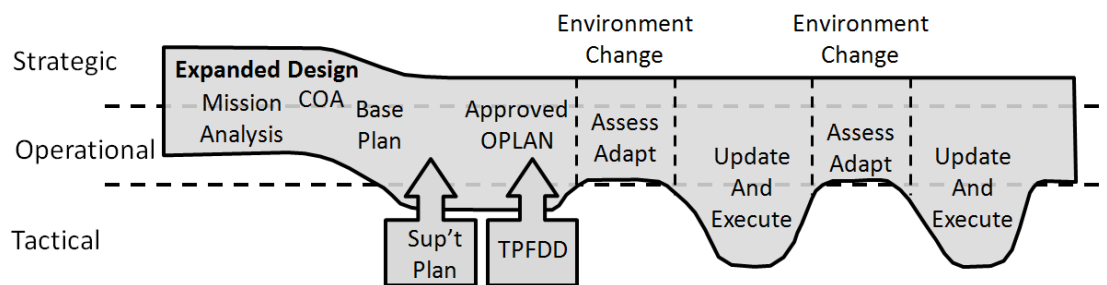 Environment
Change
Environment
Change
Strategic
Expanded Design
COA
Mission
Analysis
Base
Plan
Approved
OPLAN
Assess
Adapt
Assess
Adapt
Operational
Update
And
Execute
Update
And
Execute
Tactical
Sup't
Plan
TPFDD